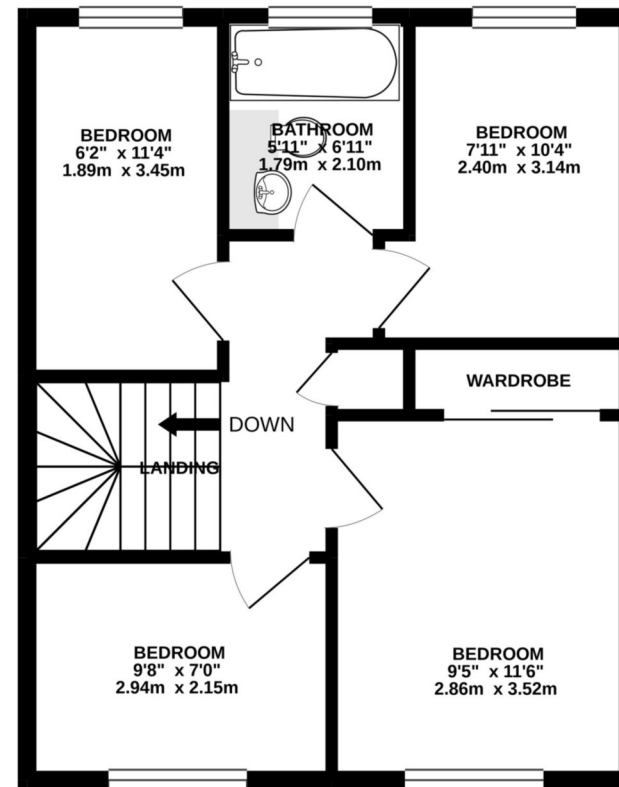 BEDROOM
6'2" x 11'4"
1.89m x 3.45m
BATHROOM
5'11" x 6'11"
1.79m x 2.10m
BEDROOM
7'11" x 10'4"
2.40m x 3.14m
WARDROBE
DOWN
LANDING
BEDROOM
9'8" x 7'0"
2.94m x 2.15m
BEDROOM
9'5" x 11'6"
2.86m x 3.52m